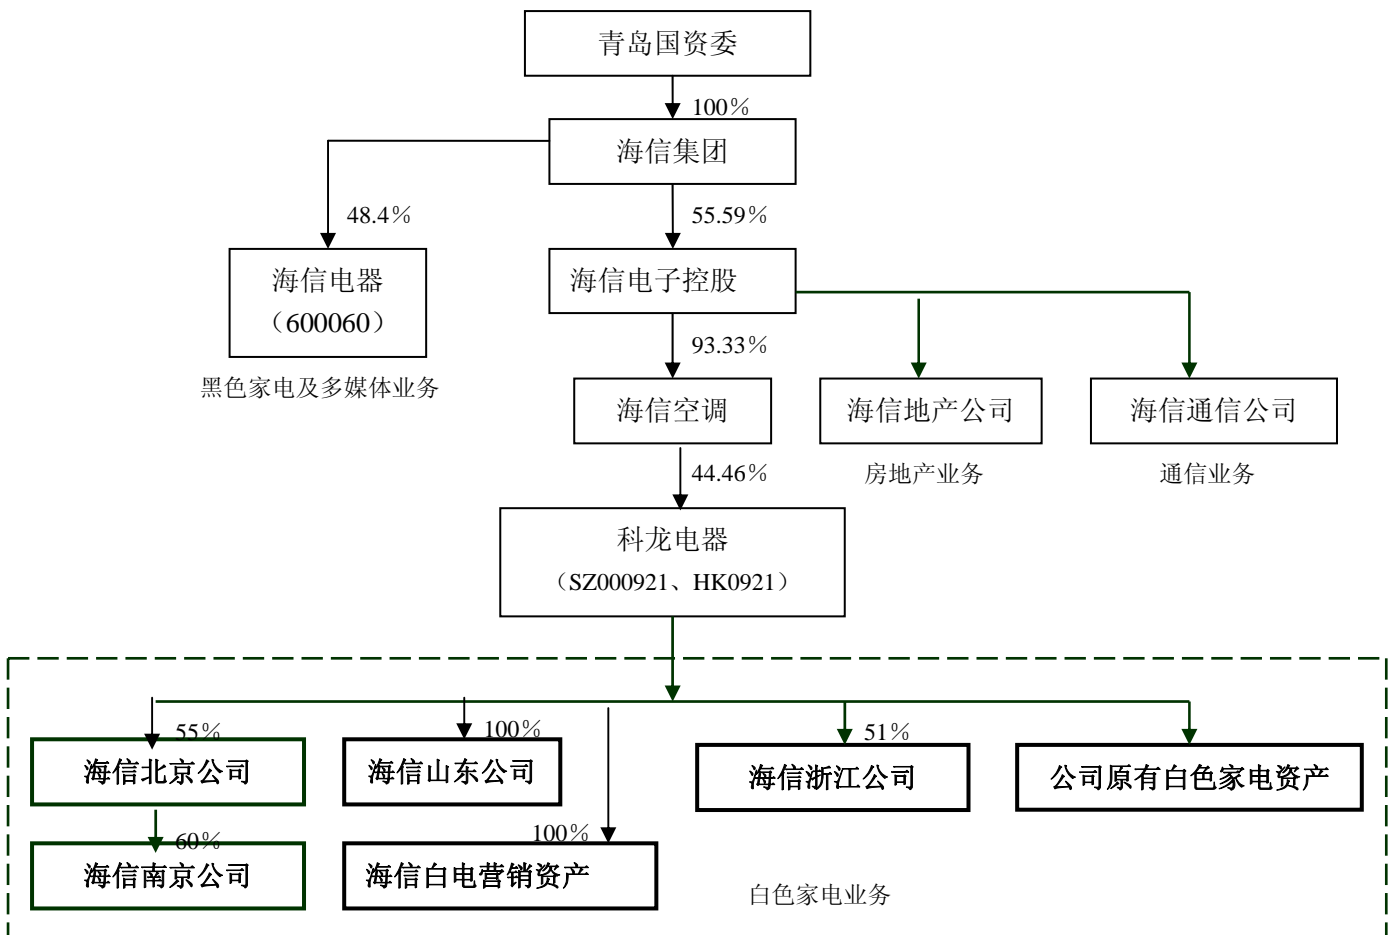 青岛国资委
100%
海信集团
48.4%
55.59%
海信电器
（600060）
海信电子控股
93.33%
黑色家电及多媒体业务
海信空调
海信地产公司
海信通信公司
44.46%
房地产业务
通信业务
科龙电器
（SZ000921、HK0921）
55%
100%
51%
海信北京公司
海信山东公司
海信浙江公司
公司原有白色家电资产
60%
100%
海信南京公司
海信白电营销资产
白色家电业务